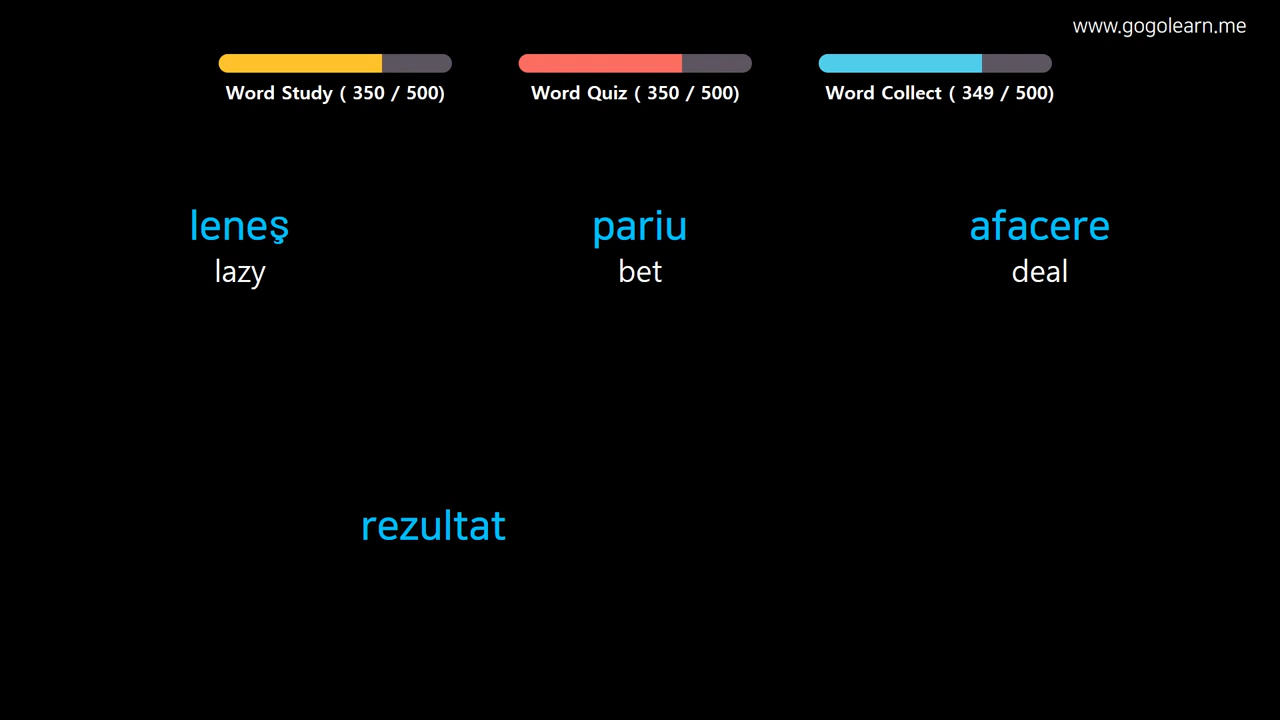 www.gogolearn.me
Word Study ( 350 / 500)
Word Quiz ( 350 / 500)
Word Collect ( 349 / 500)
leneş
pariu
afacere
lazy
bet
deal
rezultat